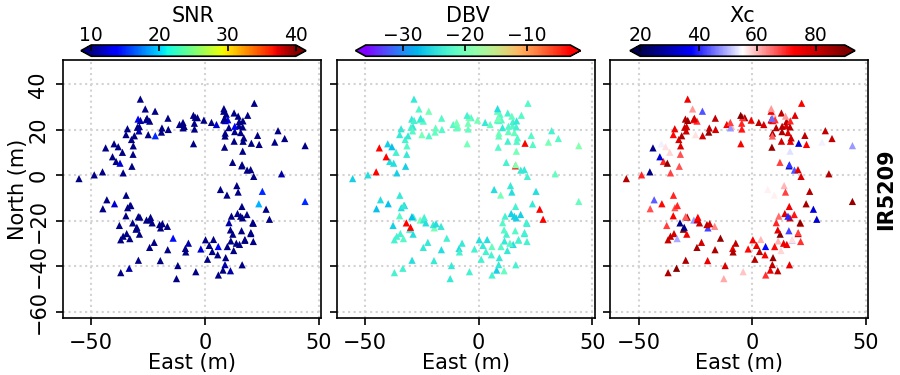 SNR DBV Xc
10 20 30 40 −30 −20 −10 20 40 60 80
40
20
0
−20
−40
−60
North (m)
−50 0 50 −50 0 50 −50 0 50
East (m) East (m) East (m)
IR5209